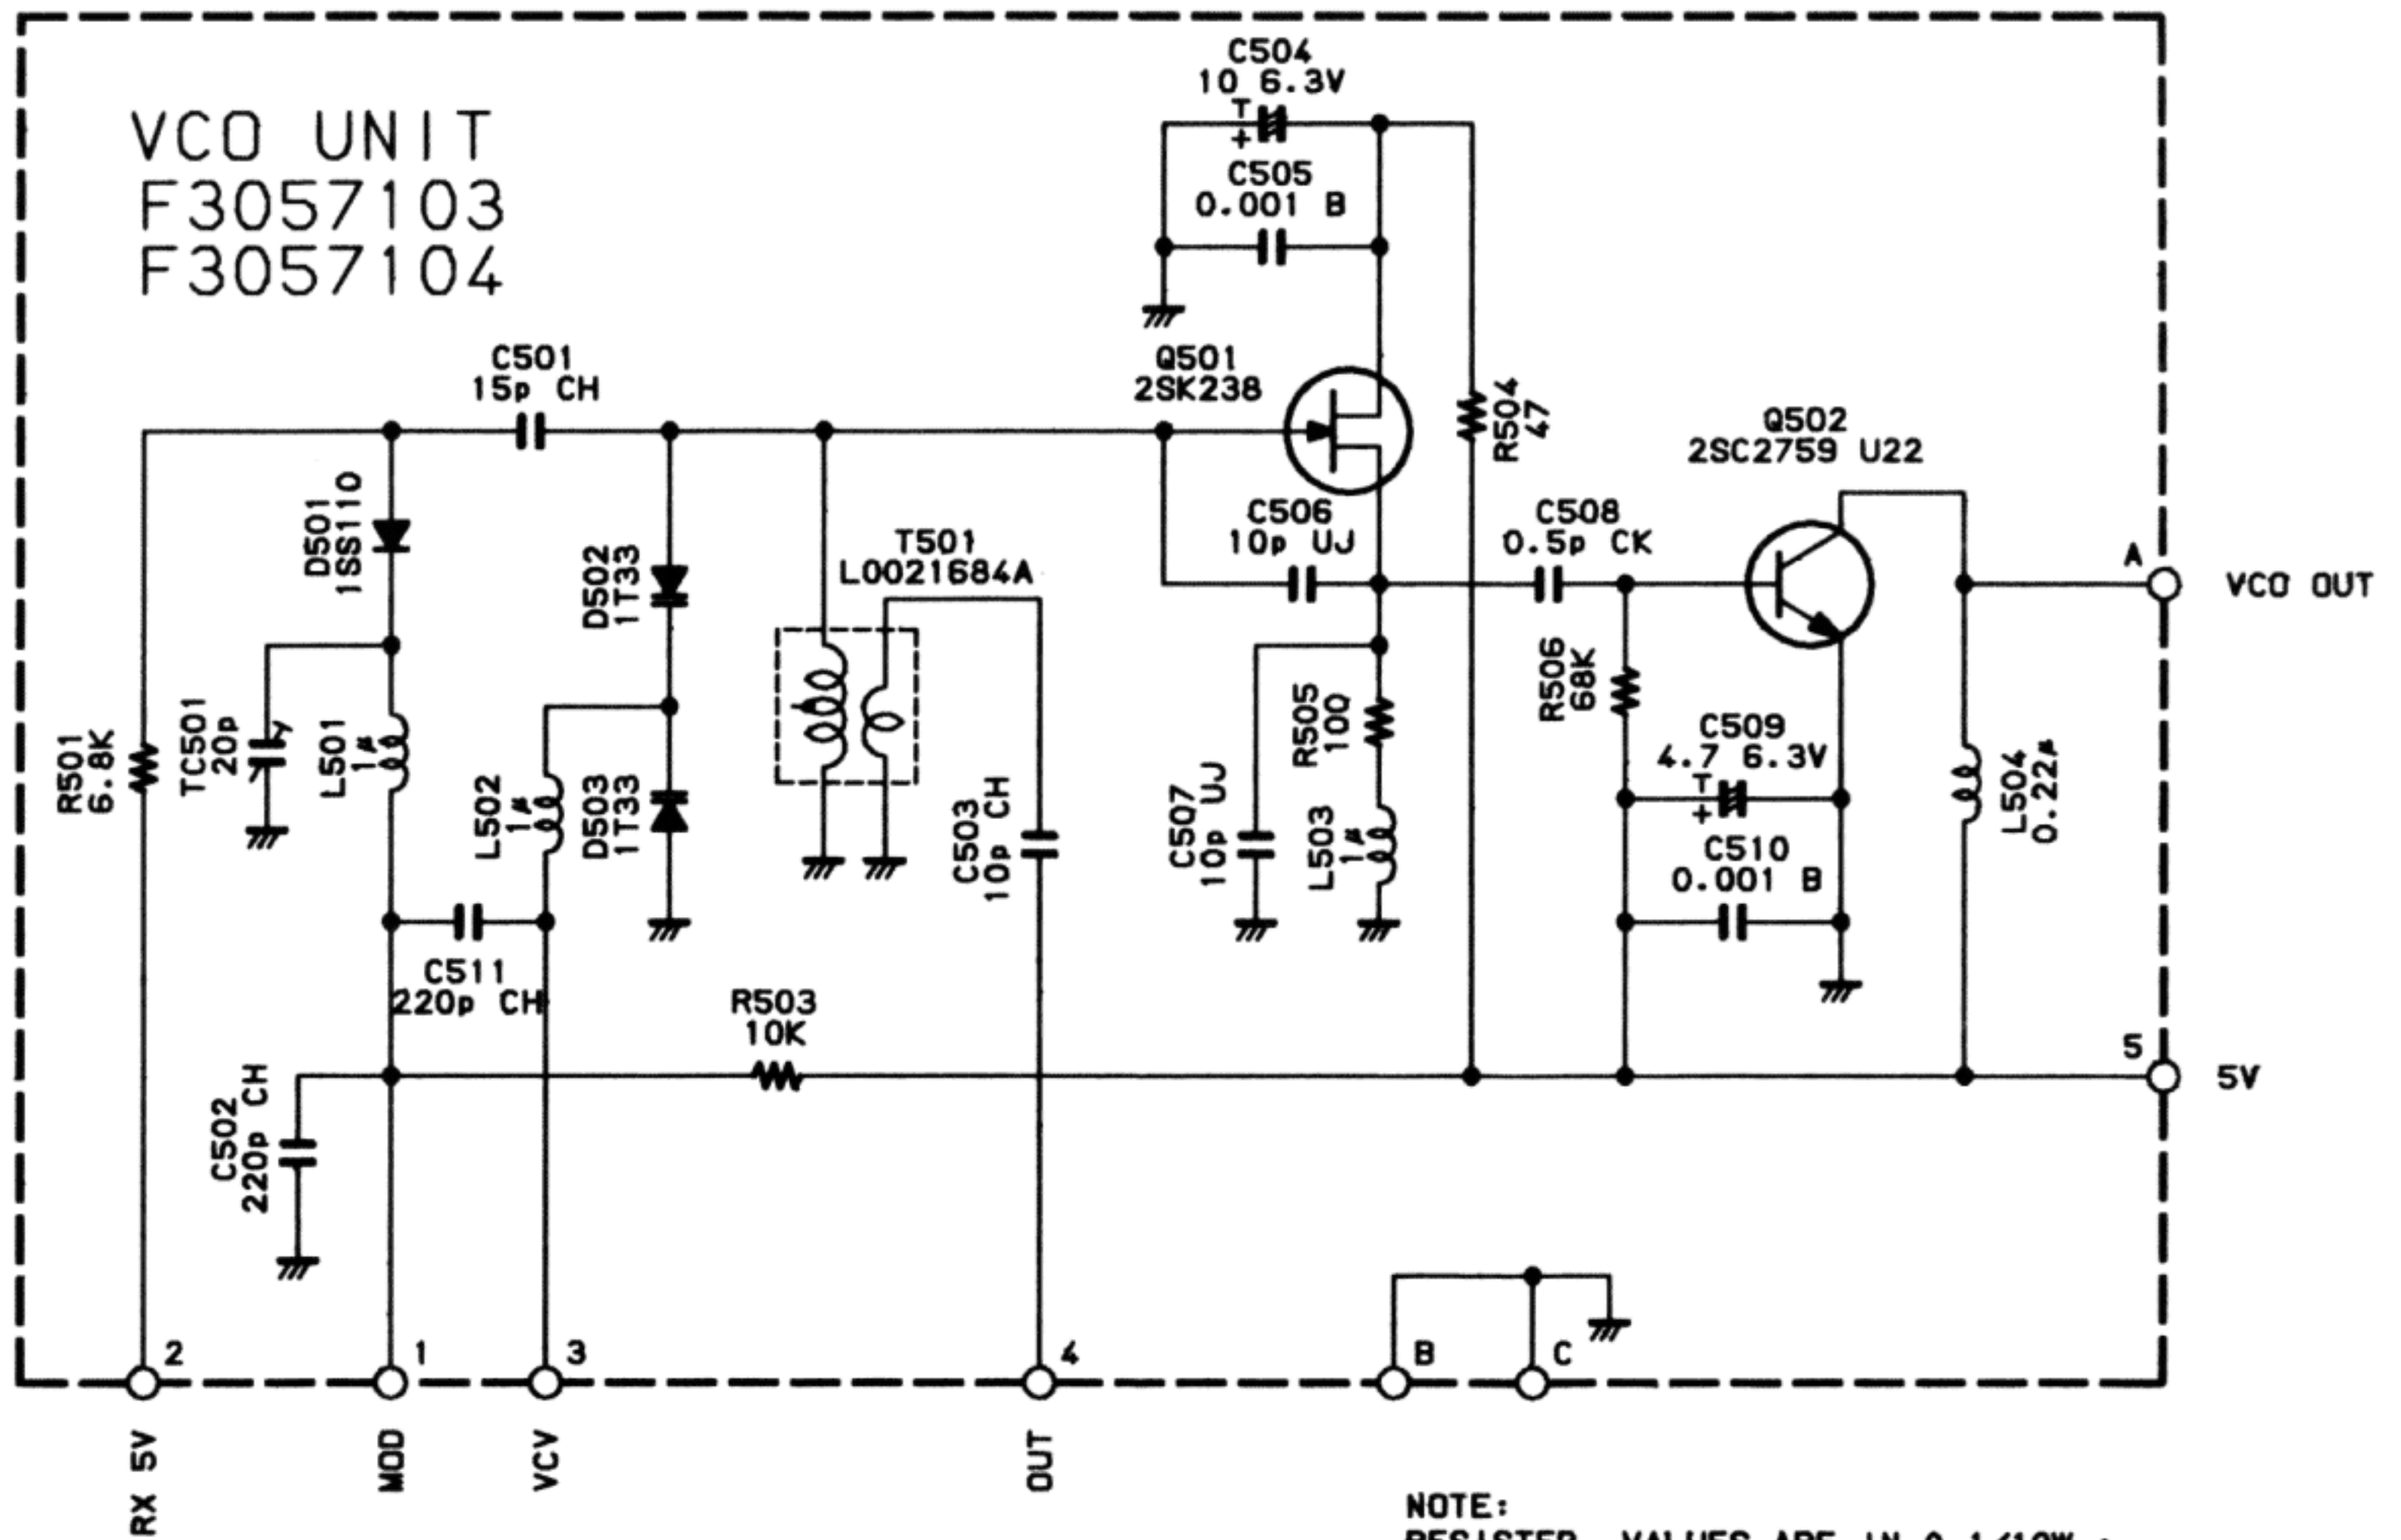 VCO UNIT
F3057103
F3057104
C504
10 6.3V
T
+
C505
0.001 B
C501
15p CH
Q501
2SK238
R504
47
Q502
2SC2759 U22
D501
1SS110
D502
1T33
T501
L0021684A
C506
10p UJ
C508
0.5p CK
A
VCO OUT
R501
6.8K
TC501
20p
L501
1μ
L502
1μ
D503
1T33
C503
10p CH
C507
10p UJ
R505
100
L503
1μ
R506
68K
C509
4.7 6.3V
T
+
C510
0.001 B
L504
0.22μ
C511
220p CH
R503
10K
5
5V
C502
220p CH
2
1
3
4
B
C
RX 5V
MOD
VCV
OUT
NOTE:
RESISTER VALUES ARE IN